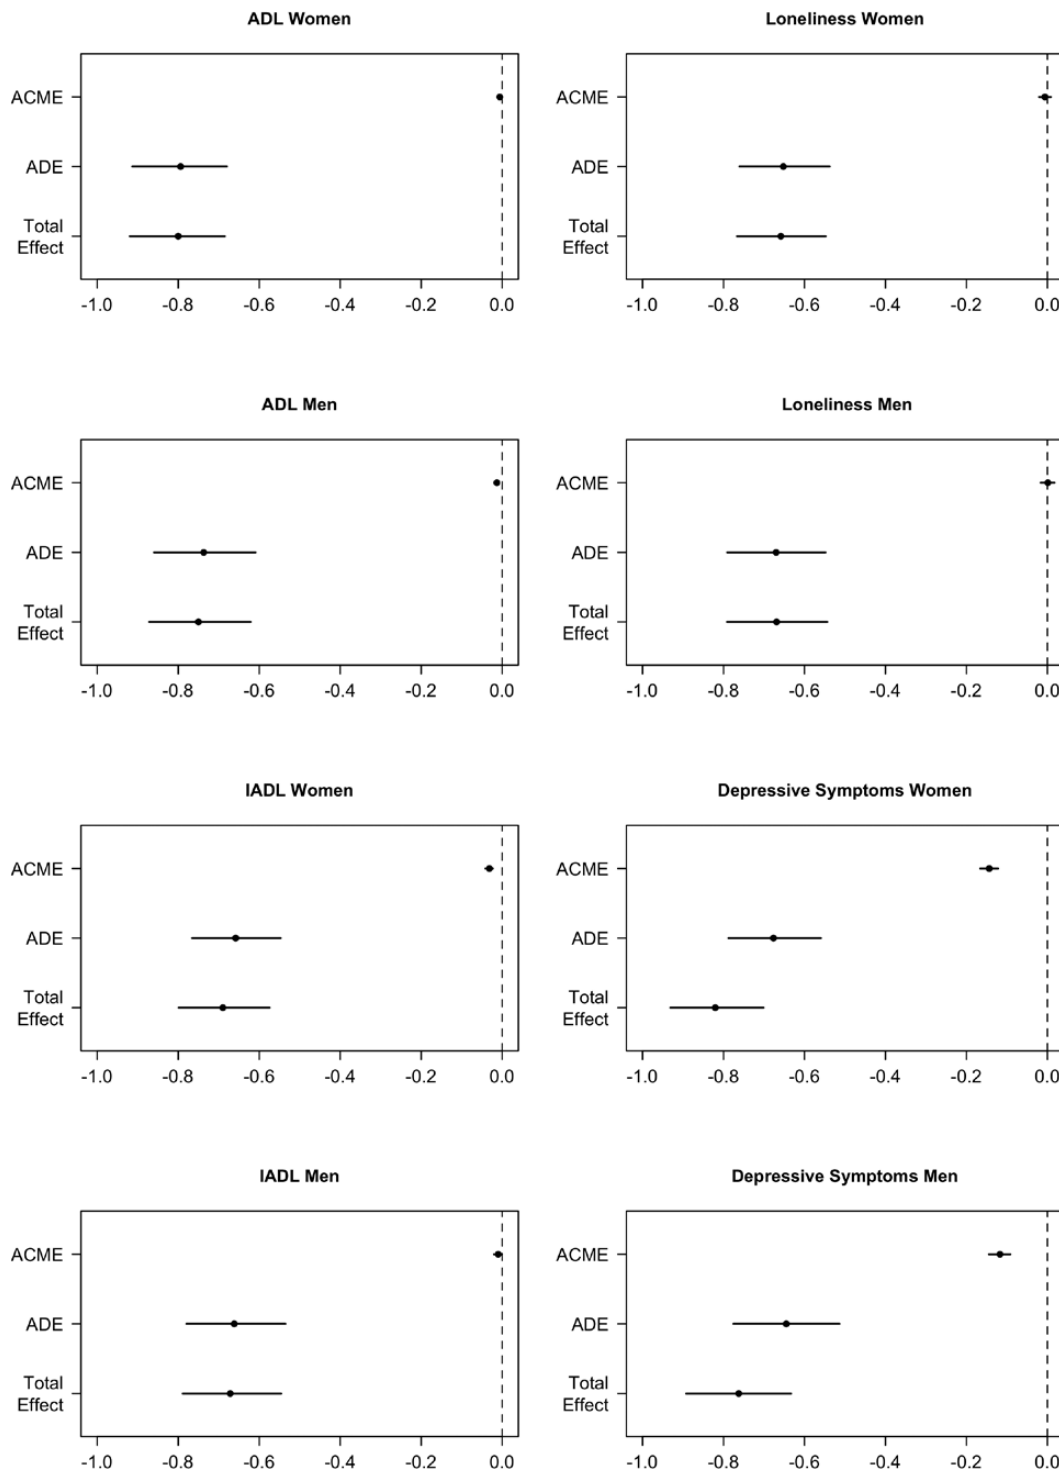 ADL Women
ACME
ADE
Total
Effect
-1.0 -0.8 -0.6 -0.4 -0.2 0.0
Loneliness Women
ACME
ADE
Total
Effect
-1.0 -0.8 -0.6 -0.4 -0.2 0.0
ADL Men
ACME
ADE
Total
Effect
-1.0 -0.8 -0.6 -0.4 -0.2 0.0
Loneliness Men
ACME
ADE
Total
Effect
-1.0 -0.8 -0.6 -0.4 -0.2 0.0
IADL Women
ACME
ADE
Total
Effect
-1.0 -0.8 -0.6 -0.4 -0.2 0.0
Depressive Symptoms Women
ACME
ADE
Total
Effect
-1.0 -0.8 -0.6 -0.4 -0.2 0.0
IADL Men
ACME
ADE
Total
Effect
-1.0 -0.8 -0.6 -0.4 -0.2 0.0
Depressive Symptoms Men
ACME
ADE
Total
Effect
-1.0 -0.8 -0.6 -0.4 -0.2 0.0